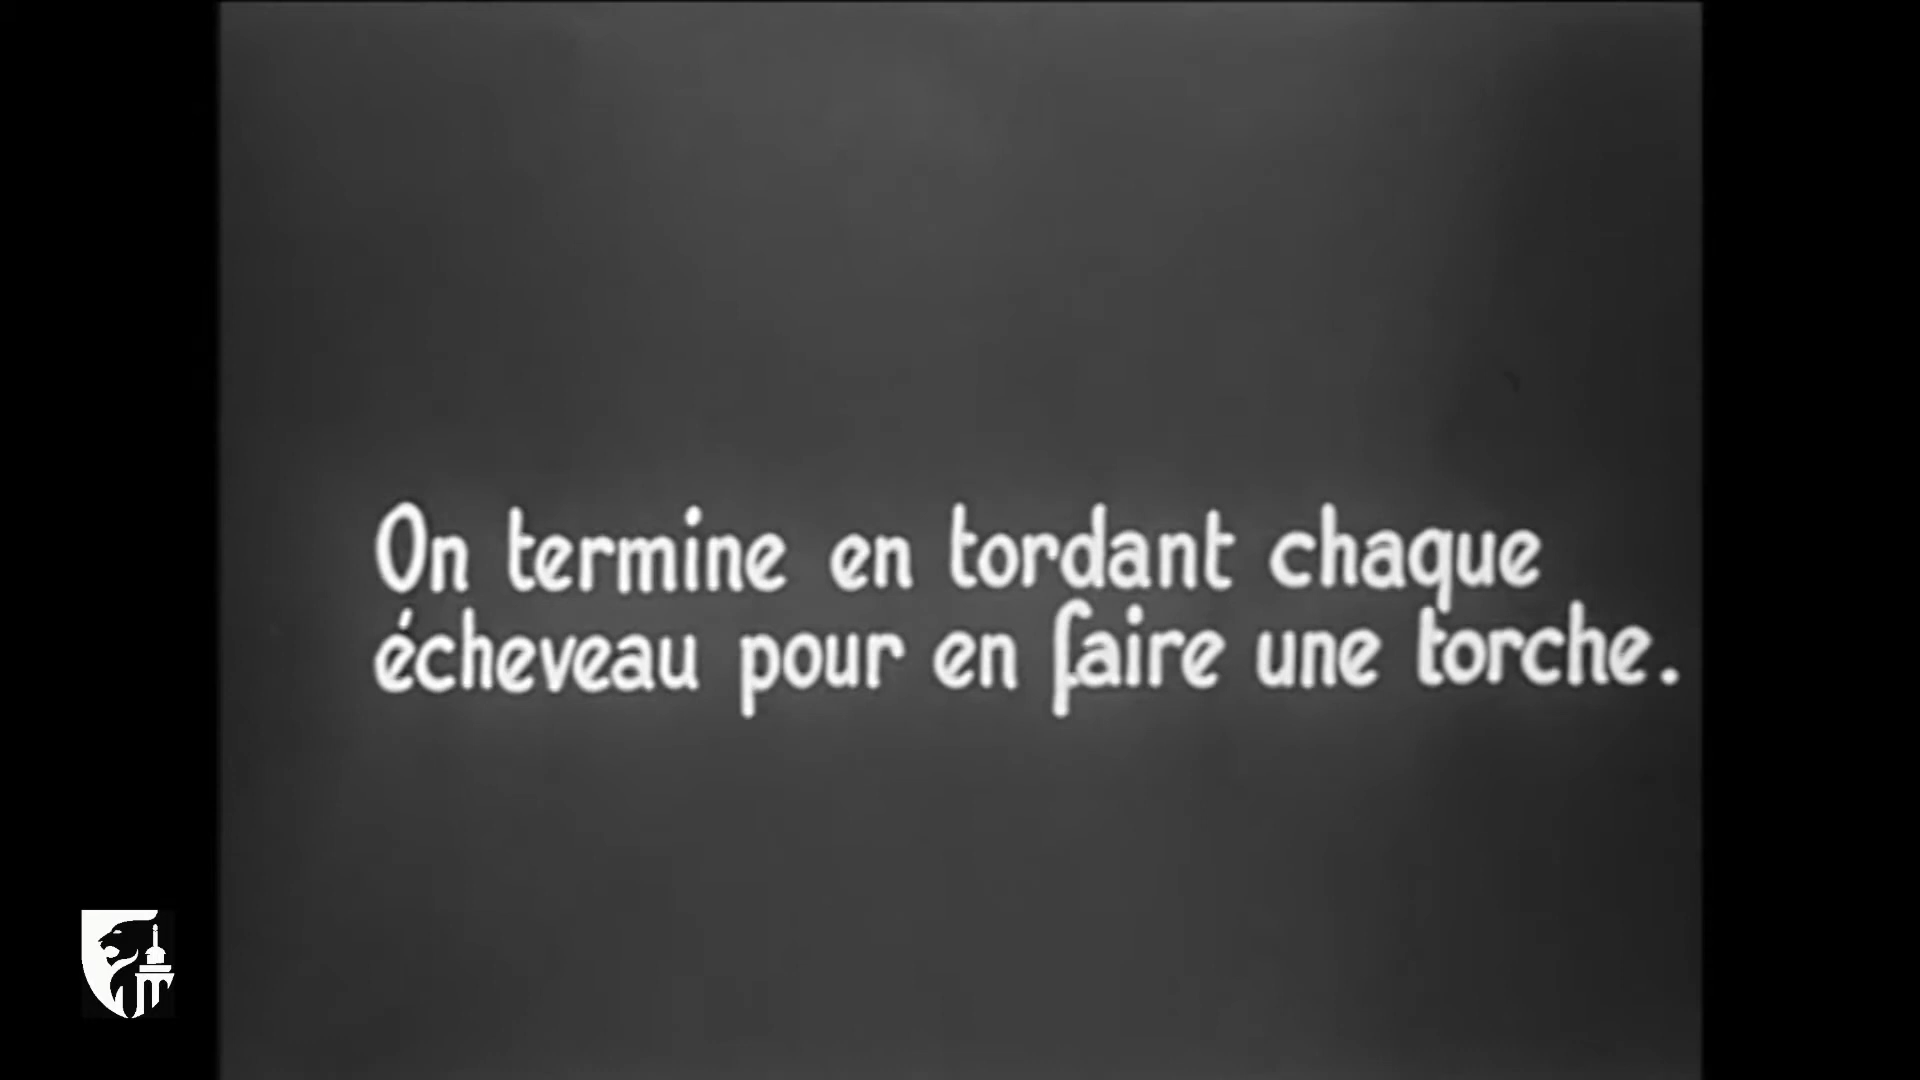 On termine en tordant chaque
écheveau pour en faire une torche.